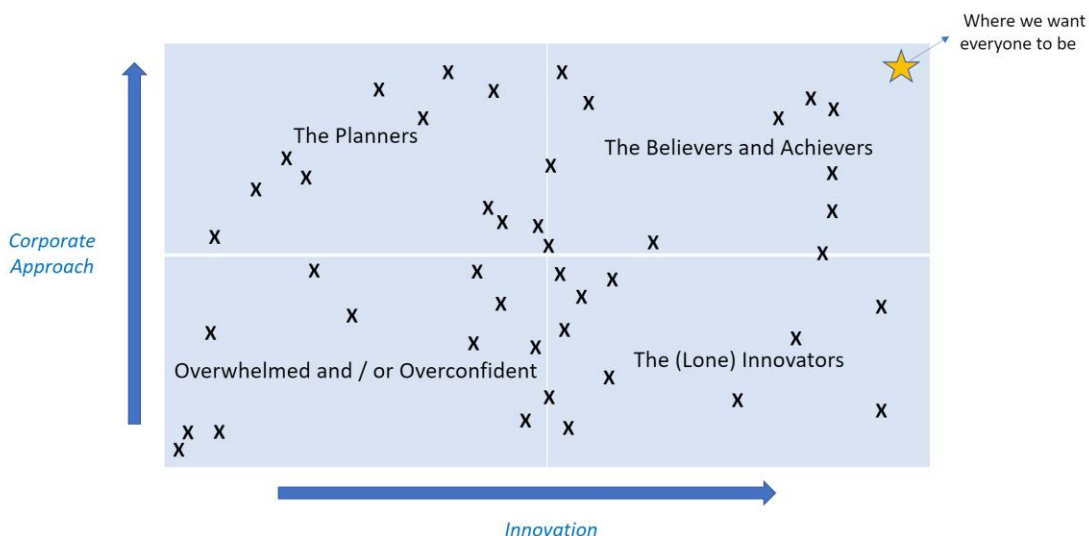 Where we want
everyone to be
The Planners
The Believers and Achievers
Corporate
Approach
Overwhelmed and / or Overconfident
The (Lone) Innovators
Innovation